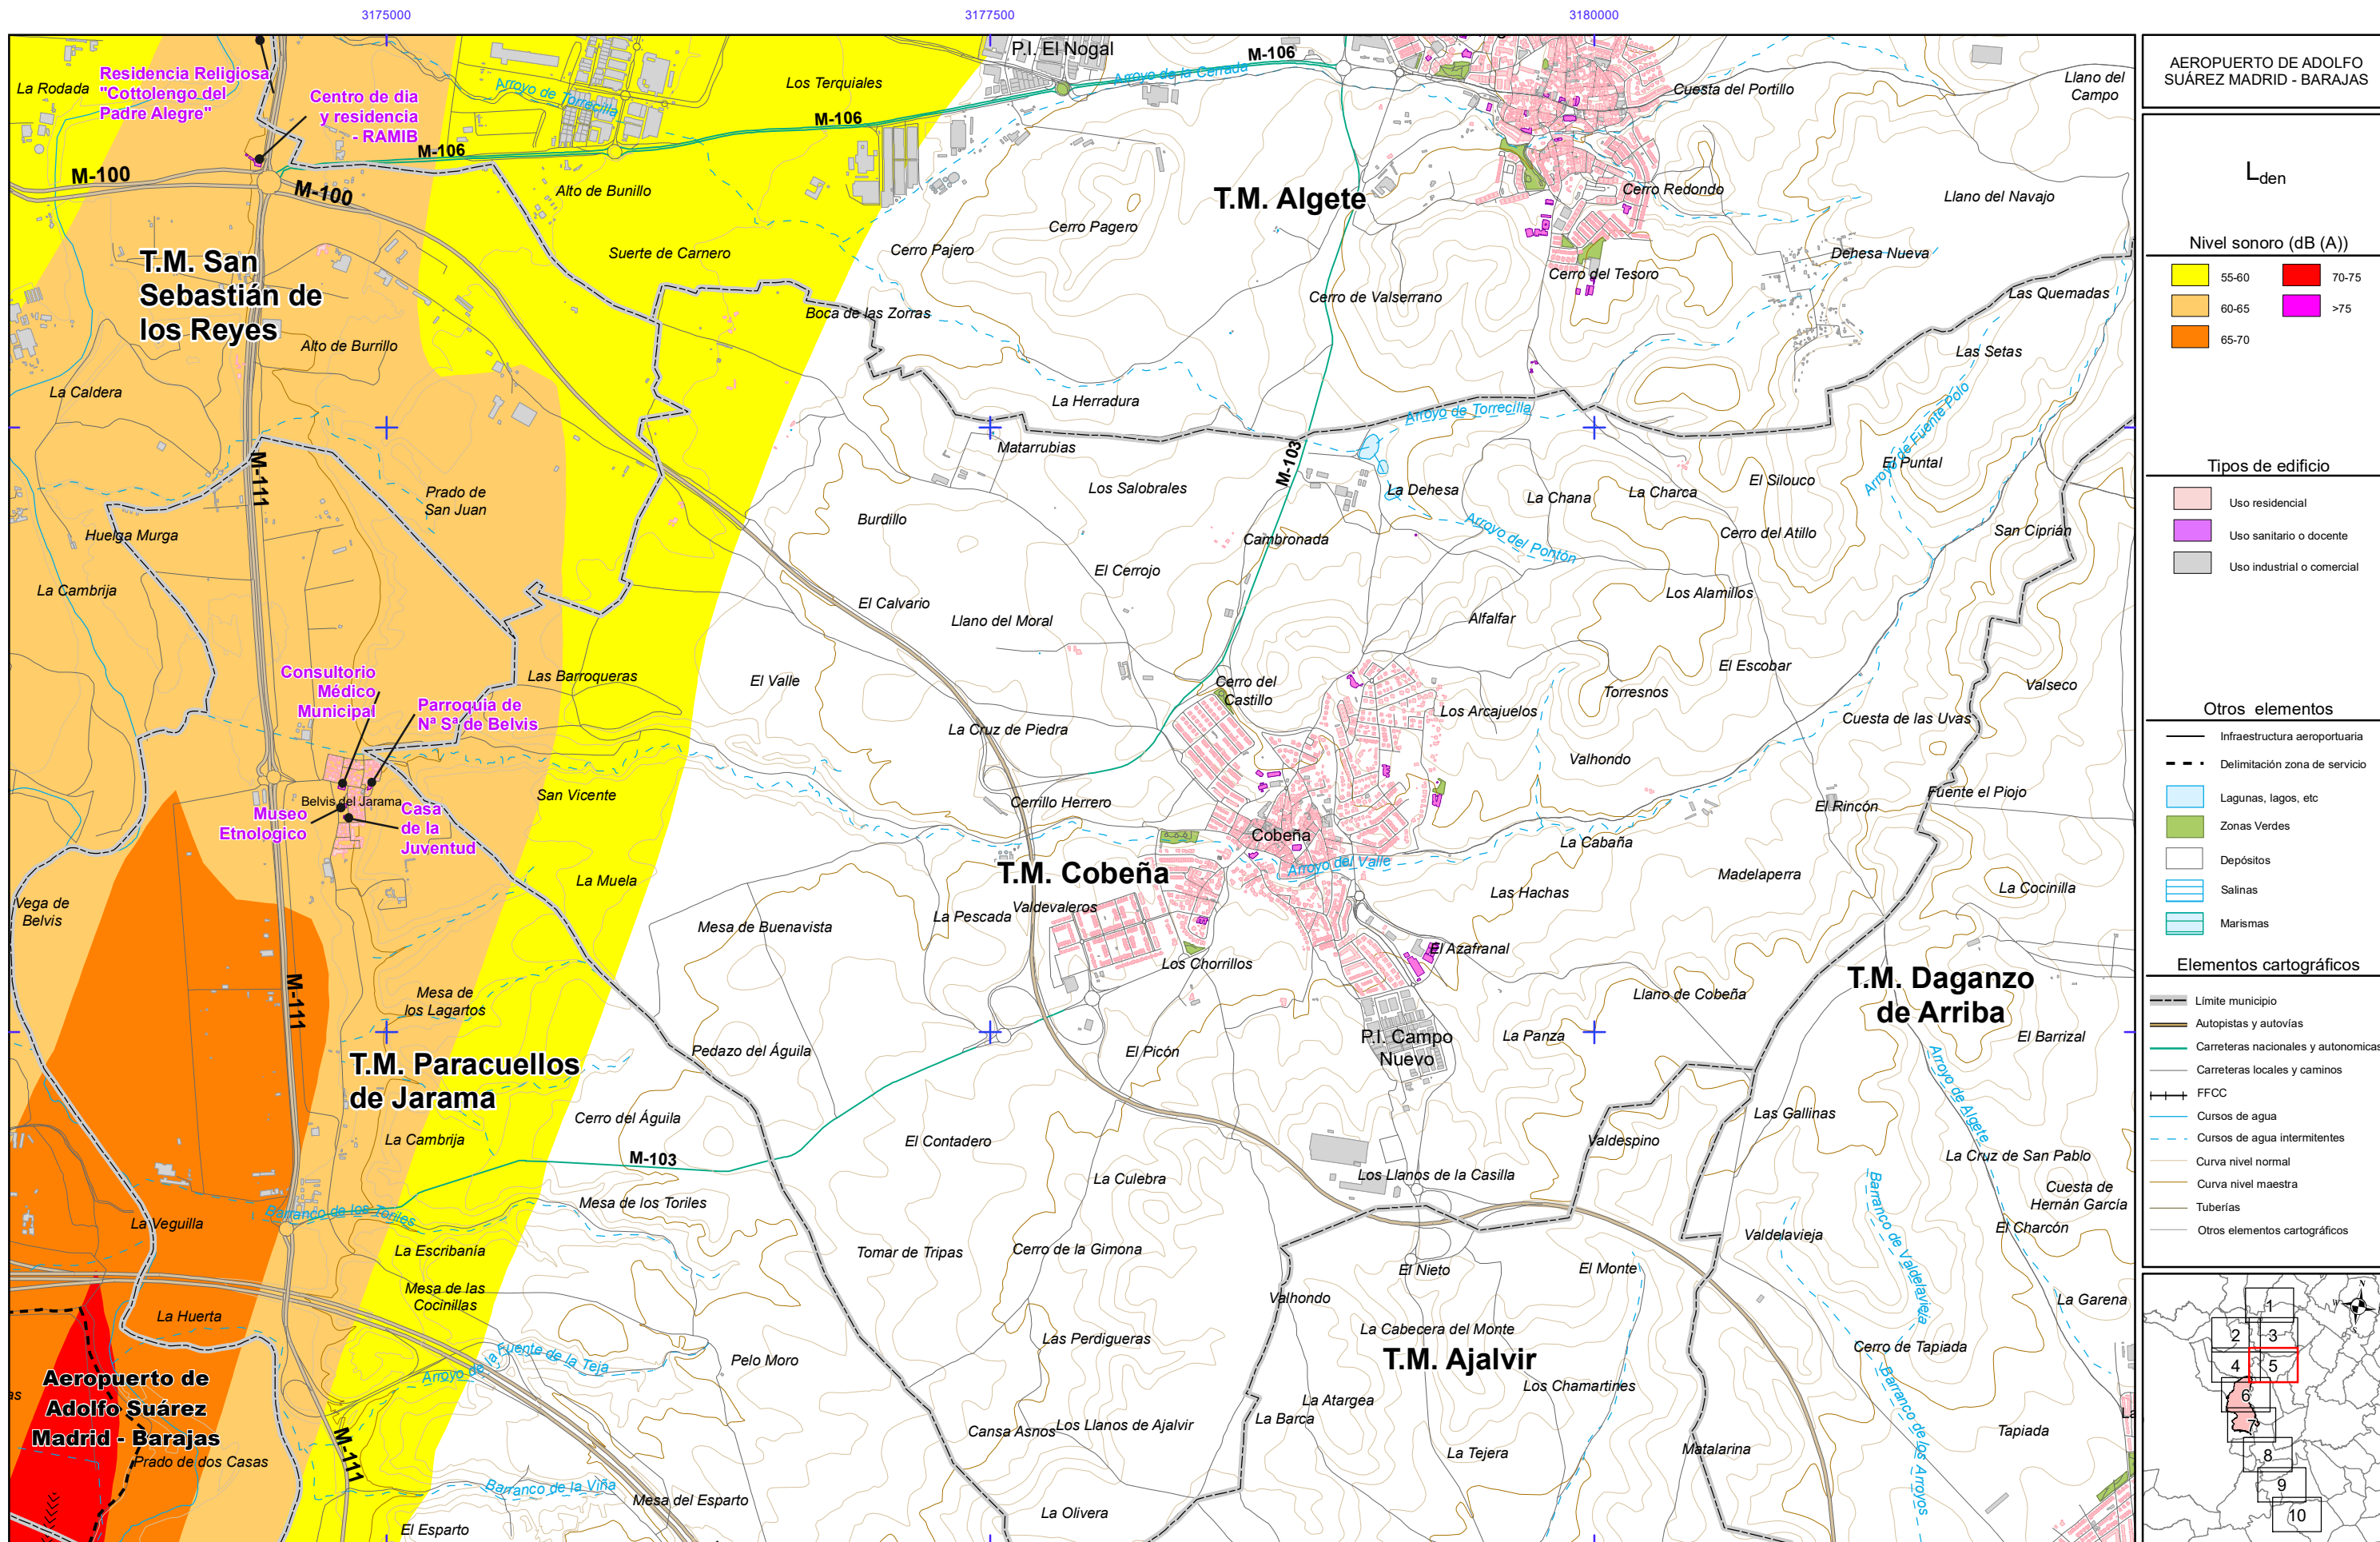 3175000
3177500
3180000
La Rodada
Residencia Religiosa
"Cottolengo del
Padre Alegre"
Centro de dia
y residencia
- RAMIB
Arroyo de Torrecilla
Los Terquiales
P.I. El Nogal
Arroyo de la Cerrada
M-106
M-106
M-106
Cuesta del Portillo
Llano del
Campo
M-100
M-100
Alto de Bunillo
T.M. Algete
Cerro Redondo
Llano del Navajo
Suerte de Carnero
Cerro Pajero
Cerro Pagero
Cerro del Tesoro
Dehesa Nueva
T.M. San
Sebastián de
los Reyes
Cerro de Valserrano
Las Quemadas
Boca de las Zorras
Alto de Burrillo
Las Setas
La Caldera
La Herradura
Arroyo de Torrecilla
Arroyo de Fuente Polo
Matarrubias
M-103
M-111
El Puntal
Prado de
San Juan
Los Salobrales
La Dehesa
La Chana
La Charca
El Silouco
Burdillo
Huelga Murga
Cambronada
Arroyo del Pontón
Cerro del Atillo
San Ciprián
La Cambrija
El Cerrojo
El Calvario
Llano del Moral
Alfalfar
Los Alamillos
Consultorio
Médico
Municipal
Parroquia de
Nª Sª de Belvis
Las Barroqueras
El Valle
Cerro del
Castillo
El Escobar
Torresnos
Valseco
Los Arcajuelos
Cuesta de las Uvas
La Cruz de Piedra
Valhondo
San Vicente
Belvis del Jarama
Museo
Etnologico
Casa
de la
Juventud
Cerrillo Herrero
El Rincón
Fuente el Piojo
Cobeña
La Cabaña
Arroyo del Valle
T.M. Cobeña
La Muela
Madelaperra
Las Hachas
La Cocinilla
Vega de
Belvis
La Pescada
Valdevaleros
Mesa de Buenavista
El Azafranal
Los Chorrillos
T.M. Daganzo
de Arriba
M-111
Mesa de
los Lagartos
Llano de Cobeña
P.I. Campo
Nuevo
La Panza
El Barrizal
T.M. Paracuellos
de Jarama
Pedazo del Águila
El Picón
Arroyo de Algete
Cerro del Águila
Las Gallinas
La Cambrija
El Contadero
Valdespino
M-103
La Culebra
Los Llanos de la Casilla
La Cruz de San Pablo
Cuesta de
Hernán García
Mesa de los Toriles
Barranco de los Toriles
La Veguilla
El Charcón
Valdelavieja
Barranco de Valdelavieja
La Escribanía
Tomar de Tripas
Cerro de la Gimona
El Nieto
El Monte
Mesa de las
Cocinillas
Valhondo
La Garena
La Huerta
Las Perdigueras
La Cabecera del Monte
T.M. Ajalvir
Cerro de Tapiada
Arroyo de la Fuente de la Teja
Pelo Moro
Aeropuerto de
Adolfo Suárez
Madrid - Barajas
as
Los Chamartines
La Atargea
Barranco de los Arroyos
La
La Barca
Cansa Asnos
Los Llanos de Ajalvir
Tapiada
M-111
Prado de dos Casas
La Tejera
Matalarina
Barranco de la Viña
Mesa del Esparto
La Olivera
El Esparto
AEROPUERTO DE ADOLFO
SUÁREZ MADRID - BARAJAS
Lden
Nivel sonoro (dB (A))
55-60
70-75
60-65
>75
65-70
Tipos de edificio
Uso residencial
Uso sanitario o docente
Uso industrial o comercial
Otros elementos
Infraestructura aeroportuaria
Delimitación zona de servicio
Lagunas, lagos, etc
Zonas Verdes
Depósitos
Salinas
Marismas
Elementos cartográficos
Límite municipio
Autopistas y autovías
Carreteras nacionales y autonomicas
Carreteras locales y caminos
FFCC
Cursos de agua
Cursos de agua intermitentes
Curva nivel normal
Curva nivel maestra
Tuberías
Otros elementos cartográficos
1
2
3
4
5
6
7
8
9
10
N